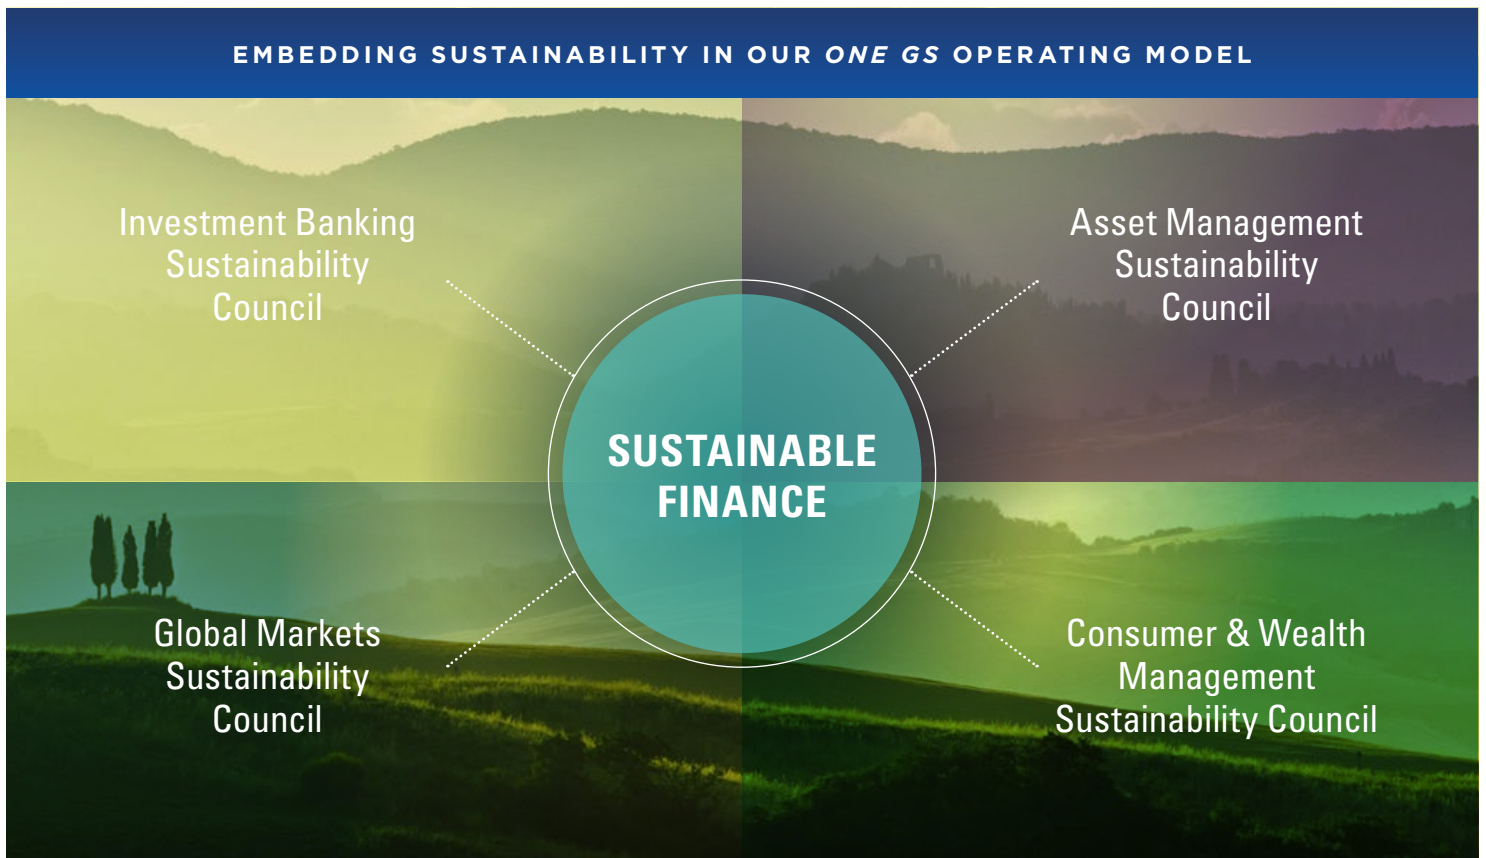 EMBEDDING SUSTAINABILITY IN OUR ONE GS OPERATING MODEL
Investment Banking
Sustainability
Council
Asset Management
Sustainability
Council
SUSTAINABLE
FINANCE
Global Markets
Sustainability
Council
Consumer & Wealth
Management
Sustainability Council